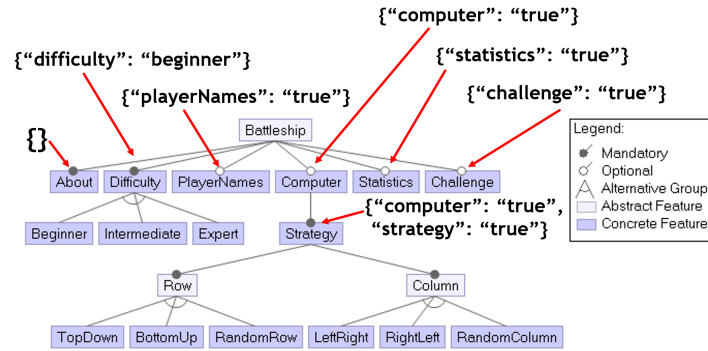 {“computer”: “true”}
{“difficulty”: “beginner”}
{“statistics”: “true”}
{“playerNames”: “true”}
{“challenge”: “true”}
{}
Battleship
Legend:
Mandatory
Optional
Alternative Group
Abstract Feature
Concrete Feature
About
Difficulty
PlayerNames
Computer
Statistics
Challenge
{“computer”: “true”,
“strategy”: “true”}
Beginner
Intermediate
Expert
Strategy
Row
Column
TopDown
BottomUp
RandomRow
LeftRight
RightLeft
RandomColumn